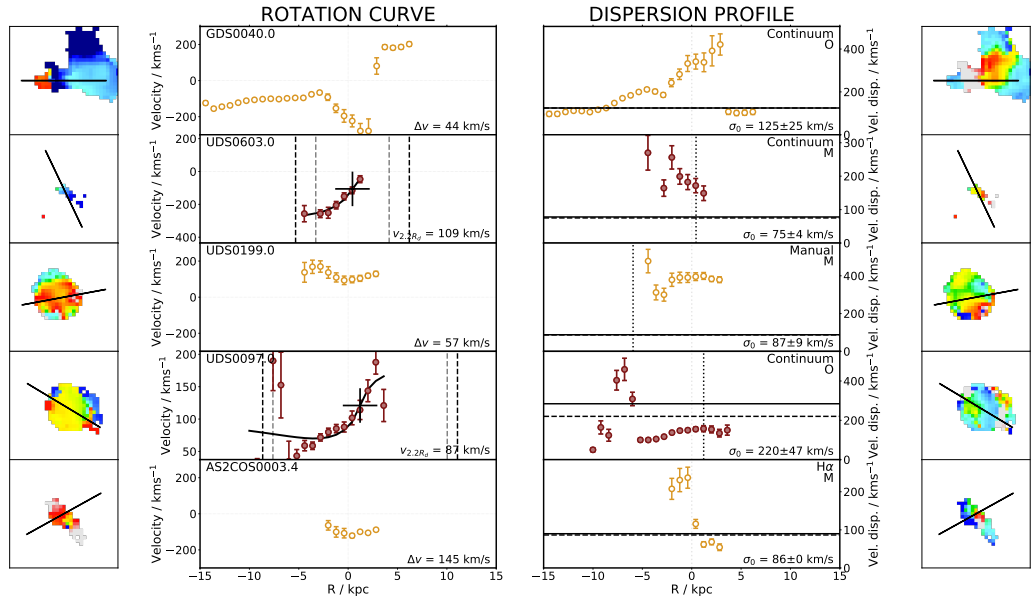 ROTATION CURVE
DISPERSION PROFILE
GDS0040.0
Velocity / kms⁻¹
200
0
−200
Δv = 44 km/s
Continuum
O
σ₀ = 125±25 km/s
400
200
0
Vel. disp. / kms⁻¹
UDS0603.0
Velocity / kms⁻¹
0
−200
−400
v₂.₂R_d = 109 km/s
Continuum
M
σ₀ = 75±4 km/s
300
200
100
0
Vel. disp. / kms⁻¹
UDS0199.0
Velocity / kms⁻¹
200
0
−200
Δv = 57 km/s
Manual
M
σ₀ = 87±9 km/s
400
200
0
Vel. disp. / kms⁻¹
UDS0097.0
Velocity / kms⁻¹
200
150
100
50
v₂.₂R_d = 87 km/s
Continuum
O
σ₀ = 220±47 km/s
400
200
0
Vel. disp. / kms⁻¹
AS2COS0003.4
Velocity / kms⁻¹
200
0
−200
Δv = 145 km/s
Hα
M
σ₀ = 86±0 km/s
200
100
0
Vel. disp. / kms⁻¹
−15 −10 −5 0 5 10 15
R / kpc
−15 −10 −5 0 5 10 15
R / kpc